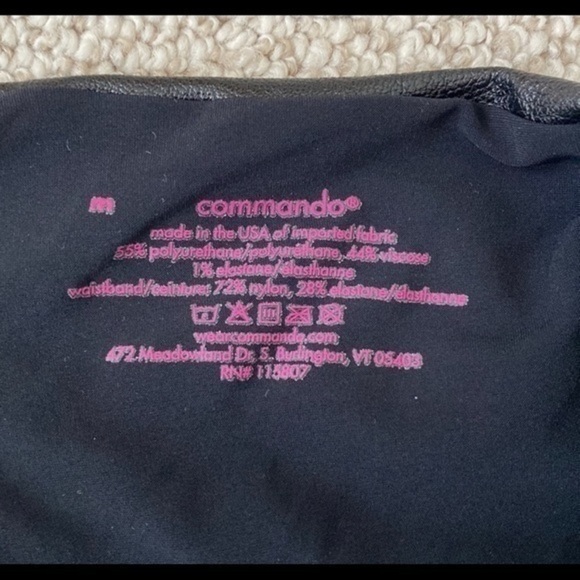 m commando®
made in the USA of imported fabric
55% polyurethane/polyuréthane, 44% viscose
1% elastane/élasthanne
waistband/ceinture: 72% nylon, 28% elastane/élasthanne
wearcommando.com
472 Meadowland Dr, S. Burlington, VT 05403
RN# 115807